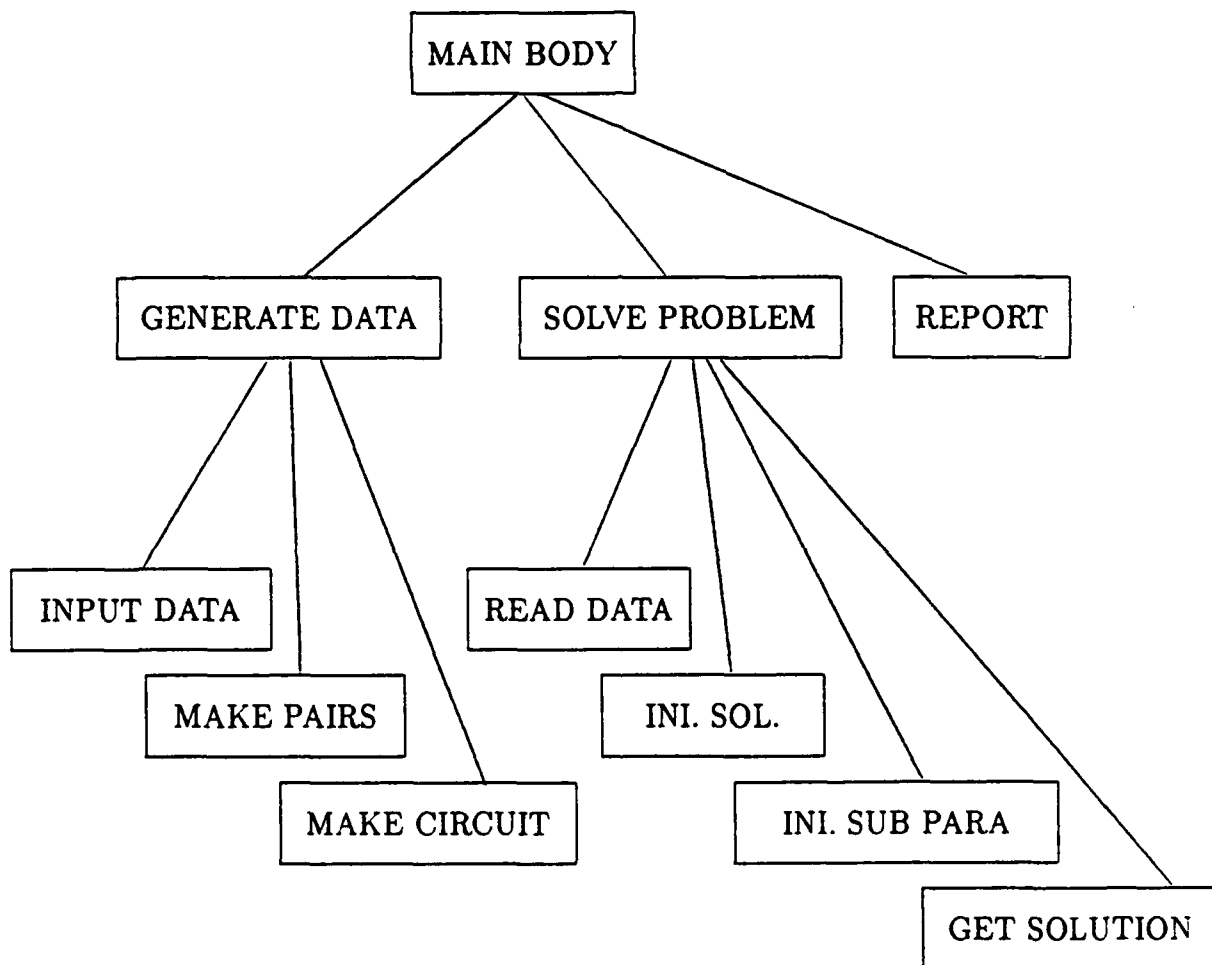 MAIN BODY
GENERATE DATA
SOLVE PROBLEM
REPORT
INPUT DATA
READ DATA
MAKE PAIRS
INI. SOL.
MAKE CIRCUIT
INI. SUB PARA
GET SOLUTION